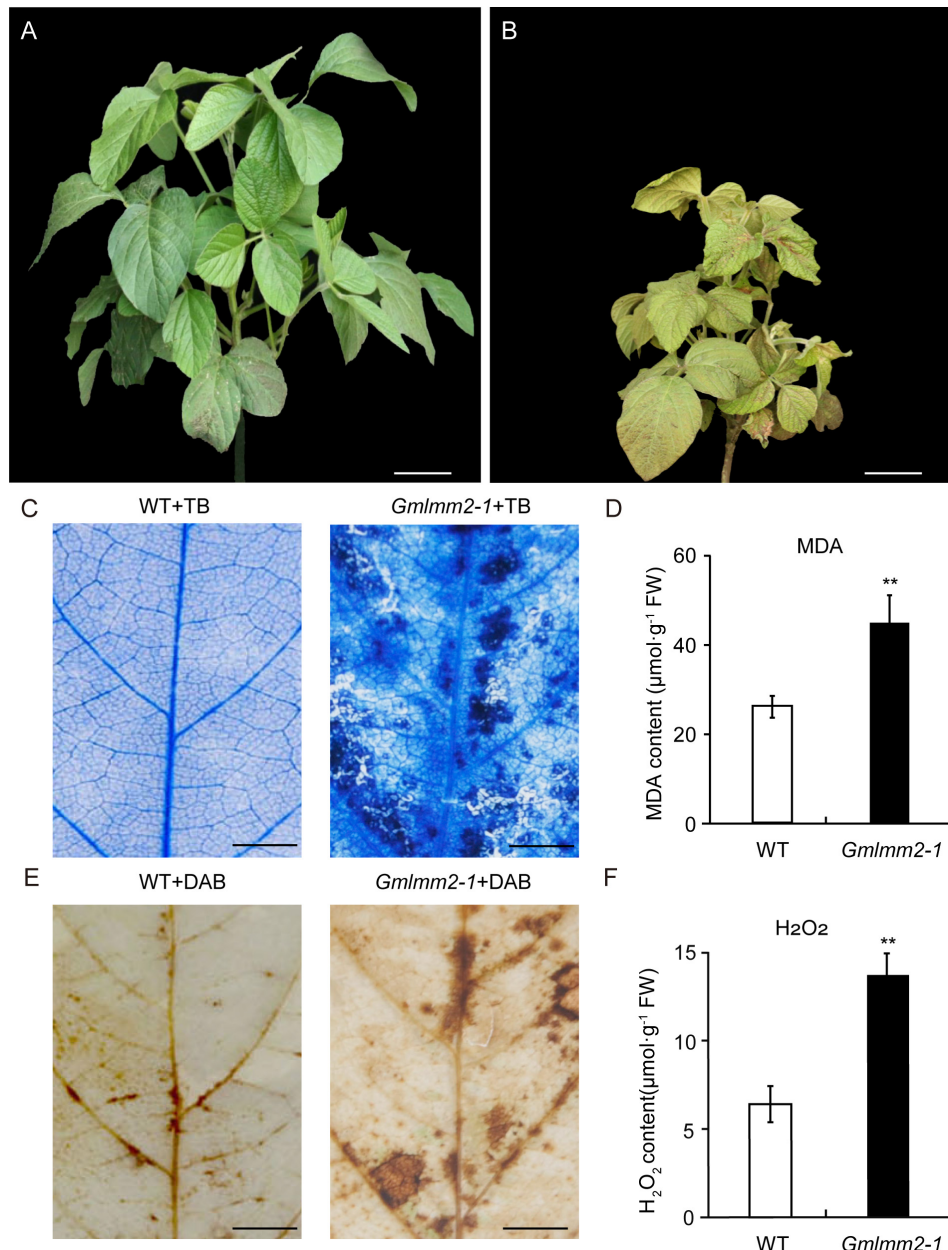 A
B
C
WT+TB
Gmlmm2-1+TB
D
MDA
60
40
20
0
MDA content (µmol·g⁻¹ FW)
**
WT
Gmlmm2-1
E
WT+DAB
Gmlmm2-1+DAB
F
H2O2
15
10
5
0
H₂O₂ content(µmol·g⁻¹ FW)
**
WT
Gmlmm2-1